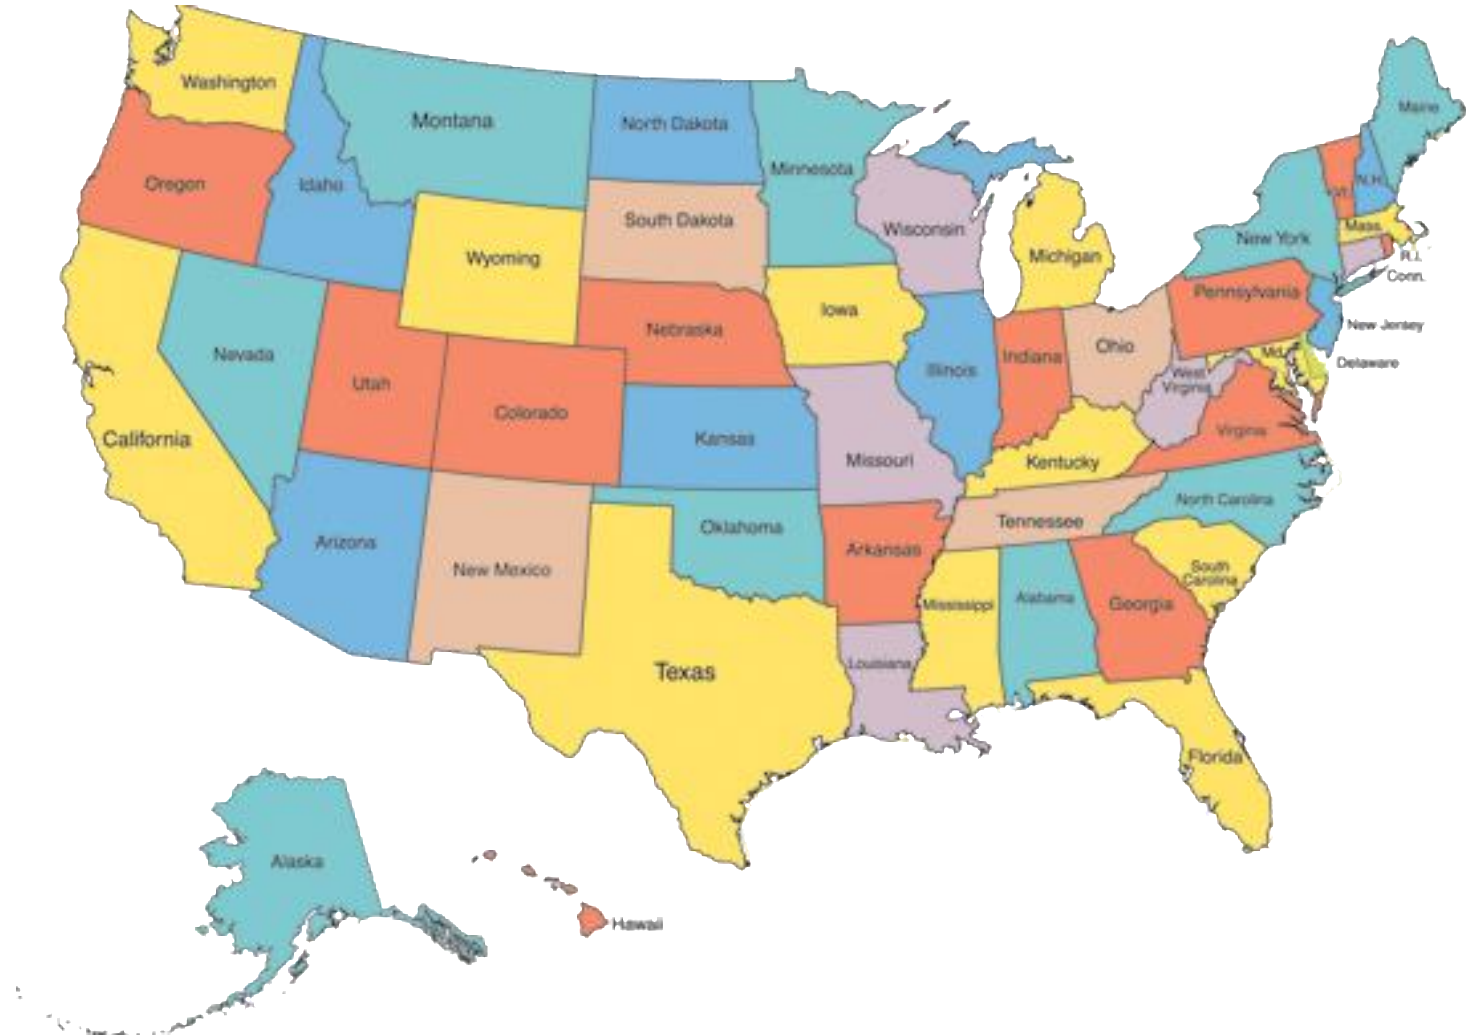 Washington
Montana
North Dakota
Minnesota
Maine
Oregon
Idaho
South Dakota
Wisconsin
Vt.
N.H.
Wyoming
Michigan
New York
Mass.
R.I.
Conn.
Nebraska
Iowa
Pennsylvania
New Jersey
Nevada
Utah
Colorado
Illinois
Indiana
Ohio
Md.
Delaware
California
Kansas
Missouri
West
Virginia
Kentucky
Virginia
Arizona
New Mexico
Oklahoma
Arkansas
Tennessee
North Carolina
South
Carolina
Mississippi
Alabama
Georgia
Texas
Louisiana
Florida
Alaska
Hawaii